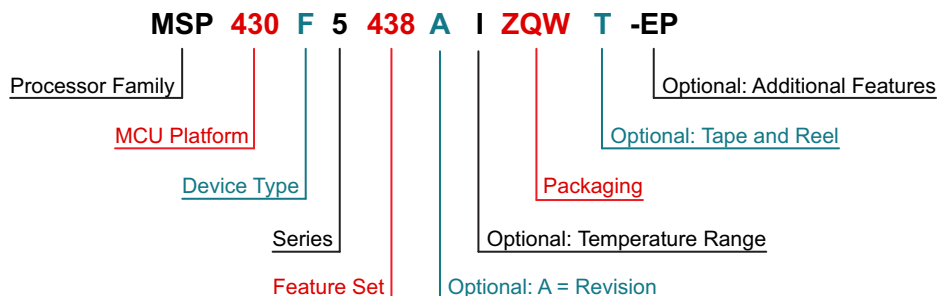 MSP 430 F 5 438 A I ZQW T -EP
Processor Family
Optional: Additional Features
MCU Platform
Optional: Tape and Reel
Device Type
Packaging
Series
Optional: Temperature Range
Feature Set
Optional: A = Revision